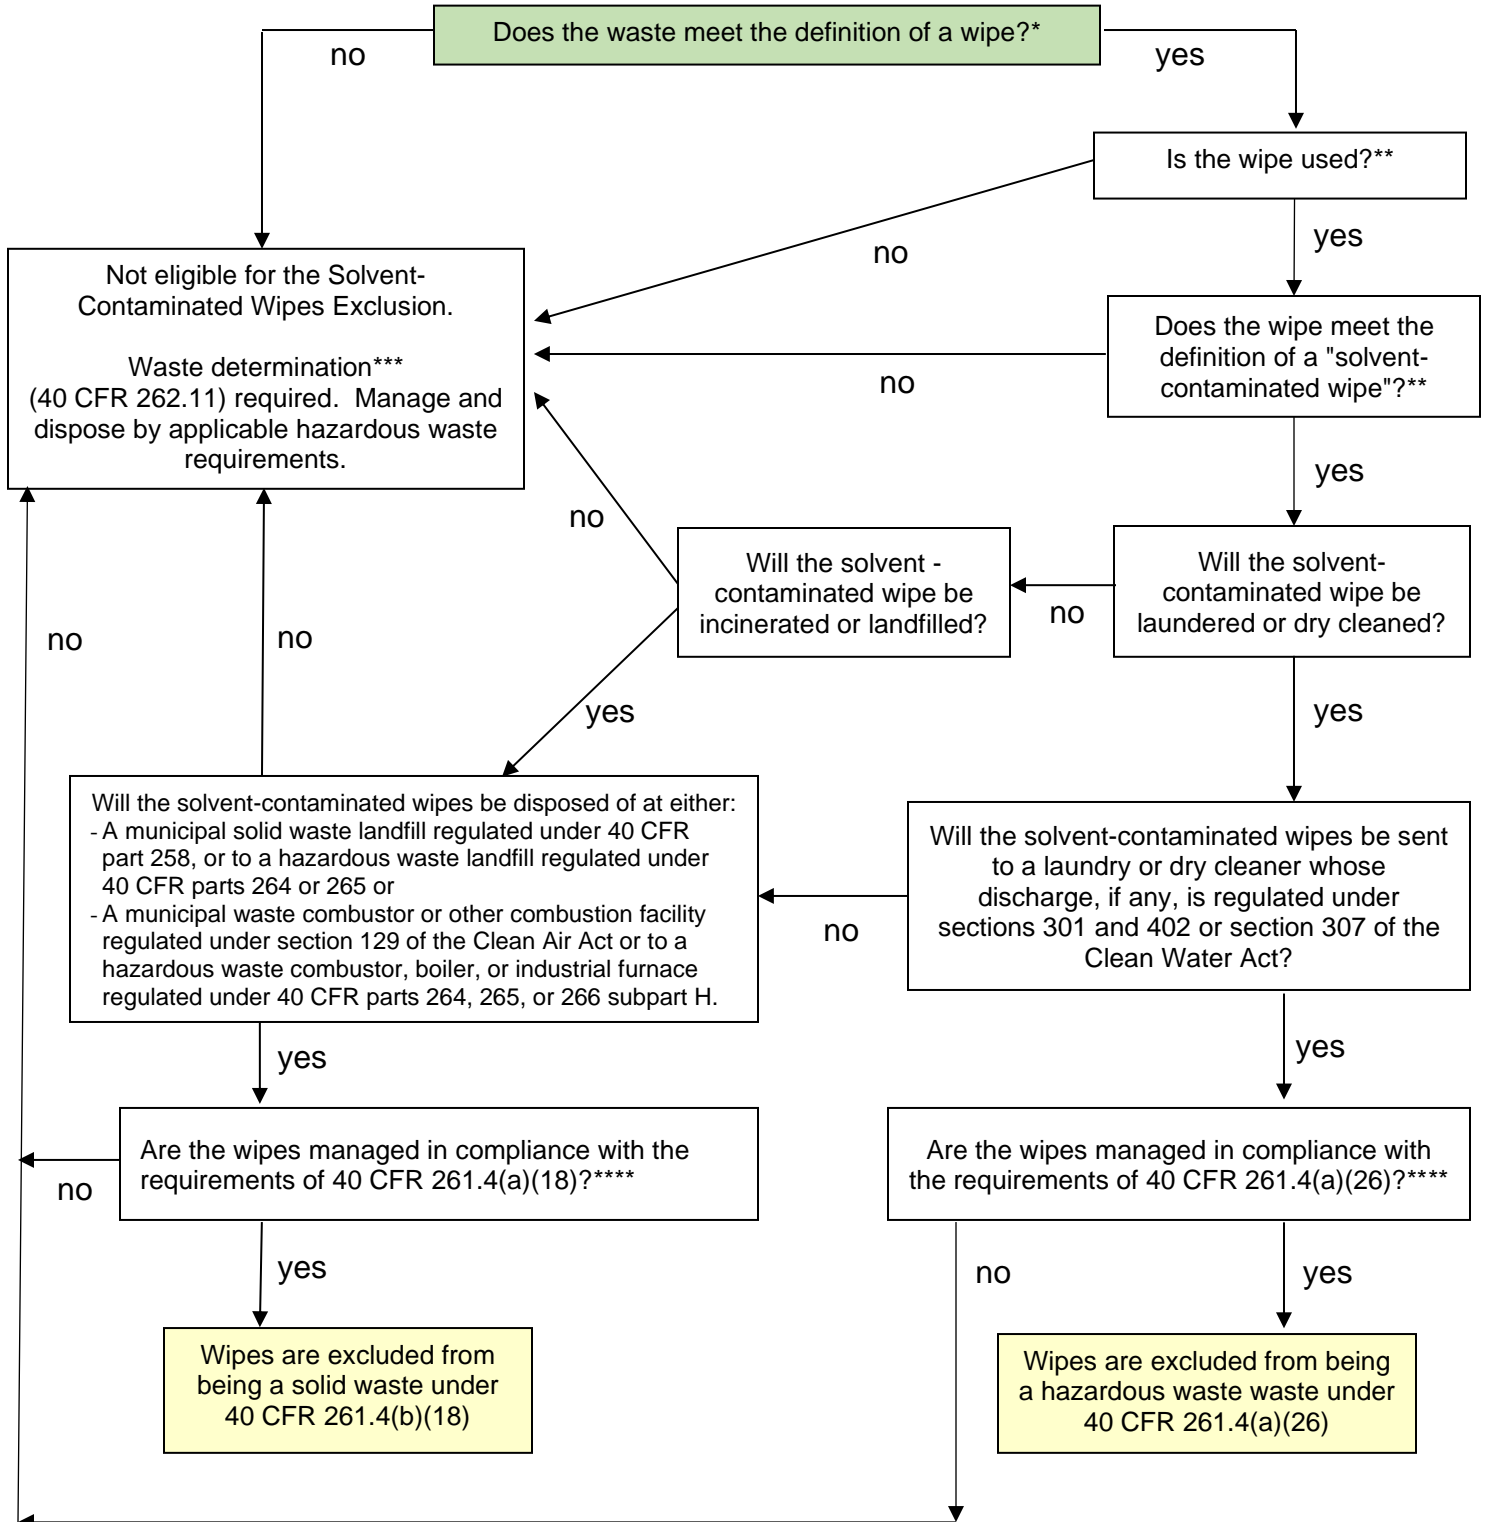 Does the waste meet the definition of a wipe?*
no
yes
Is the wipe used?**
no
yes
Not eligible for the Solvent-
Contaminated Wipes Exclusion.
Waste determination***
(40 CFR 262.11) required. Manage and
dispose by applicable hazardous waste
requirements.
Does the wipe meet the
definition of a "solvent-
contaminated wipe"?**
no
yes
no
Will the solvent -
contaminated wipe be
incinerated or landfilled?
no
Will the solvent-
contaminated wipe be
laundered or dry cleaned?
no
no
yes
yes
Will the solvent-contaminated wipes be disposed of at either:
- A municipal solid waste landfill regulated under 40 CFR
part 258, or to a hazardous waste landfill regulated under
40 CFR parts 264 or 265 or
- A municipal waste combustor or other combustion facility
regulated under section 129 of the Clean Air Act or to a
hazardous waste combustor, boiler, or industrial furnace
regulated under 40 CFR parts 264, 265, or 266 subpart H.
no
Will the solvent-contaminated wipes be sent
to a laundry or dry cleaner whose
discharge, if any, is regulated under
sections 301 and 402 or section 307 of the
Clean Water Act?
yes
yes
Are the wipes managed in compliance with the
requirements of 40 CFR 261.4(a)(18)?****
no
Are the wipes managed in compliance with
the requirements of 40 CFR 261.4(a)(26)?****
yes
no
yes
Wipes are excluded from
being a solid waste under
40 CFR 261.4(b)(18)
Wipes are excluded from being
a hazardous waste waste under
40 CFR 261.4(a)(26)